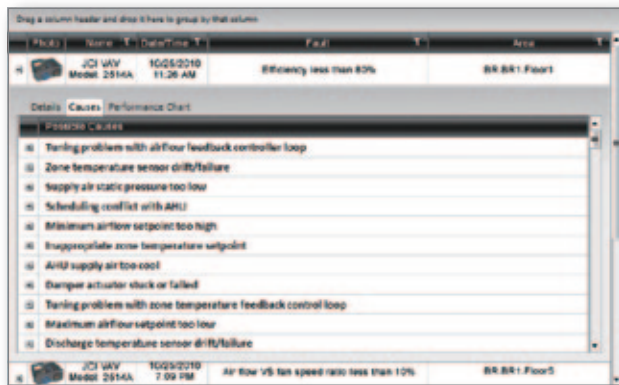 Drag a column header and drop it here to group by that column
Photo Name Date/Time Fault Area
JCI VAV
Model: 2514A
10/25/2010
11:26 AM
Efficiency less than 80%
BR.BR1.Floor1
Details Causes Performance Chart
Possible Causes
Tuning problem with airflow feedback controller loop
Zone temperature sensor drift/failure
Supply air static pressure too low
Scheduling conflict with AHU
Minimum airflow setpoint too high
Inappropriate zone temperature setpoint
AHU supply air too cool
Damper actuator stuck or failed
Tuning problem with zone temperature feedback control loop
Maximum airflow setpoint too low
Discharge temperature sensor drift/failure
JCI VAV
Model: 2514A
10/25/2010
7:09 PM
Air flow VS fan speed ratio less than 10%
BR.BR1.Floor5